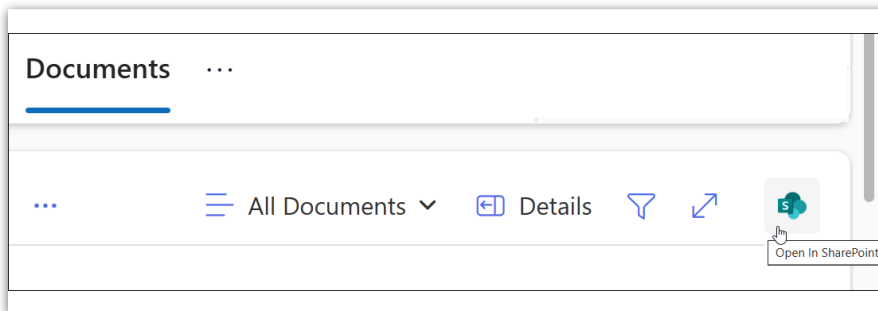 Documents ...
... All Documents Details
S
Open In SharePoint